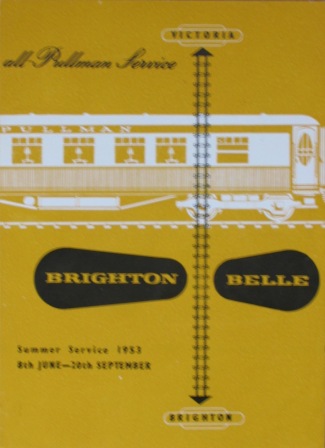 VICTORIA
all-Pullman Service
PULLMAN
BRIGHTON BELLE
Summer Service 1953
8th JUNE—20th SEPTEMBER
BRIGHTON